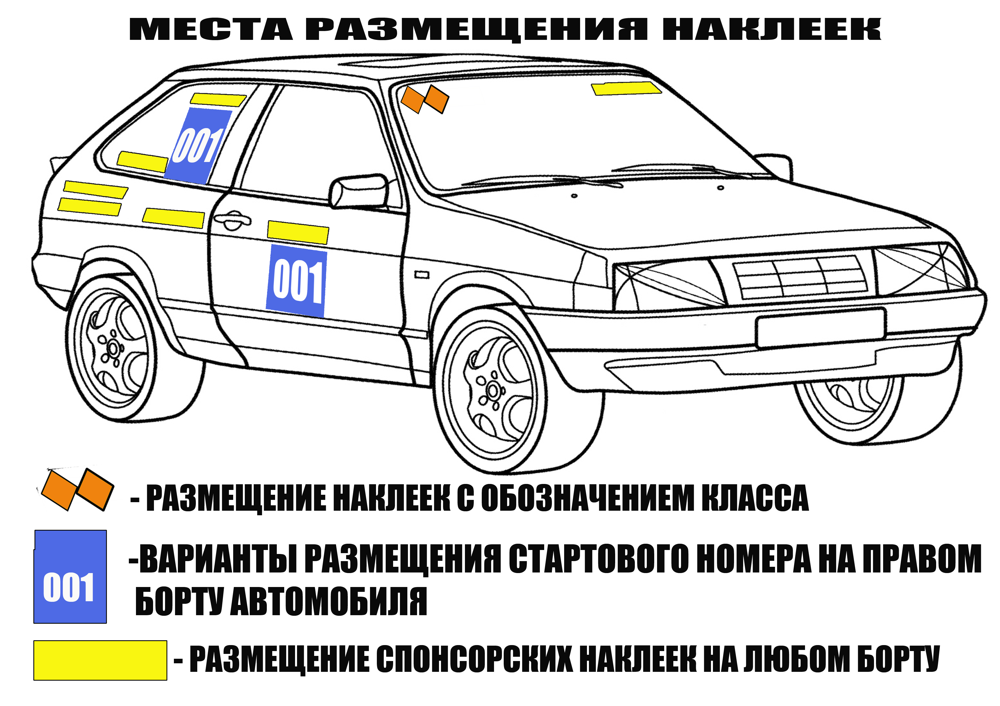 МЕСТА РАЗМЕЩЕНИЯ НАКЛЕЕК
001
001
- РАЗМЕЩЕНИЕ НАКЛЕЕК С ОБОЗНАЧЕНИЕМ КЛАССА
001
-ВАРИАНТЫ РАЗМЕЩЕНИЯ СТАРТОВОГО НОМЕРА НА ПРАВОМ
БОРТУ АВТОМОБИЛЯ
- РАЗМЕЩЕНИЕ СПОНСОРСКИХ НАКЛЕЕК НА ЛЮБОМ БОРТУ